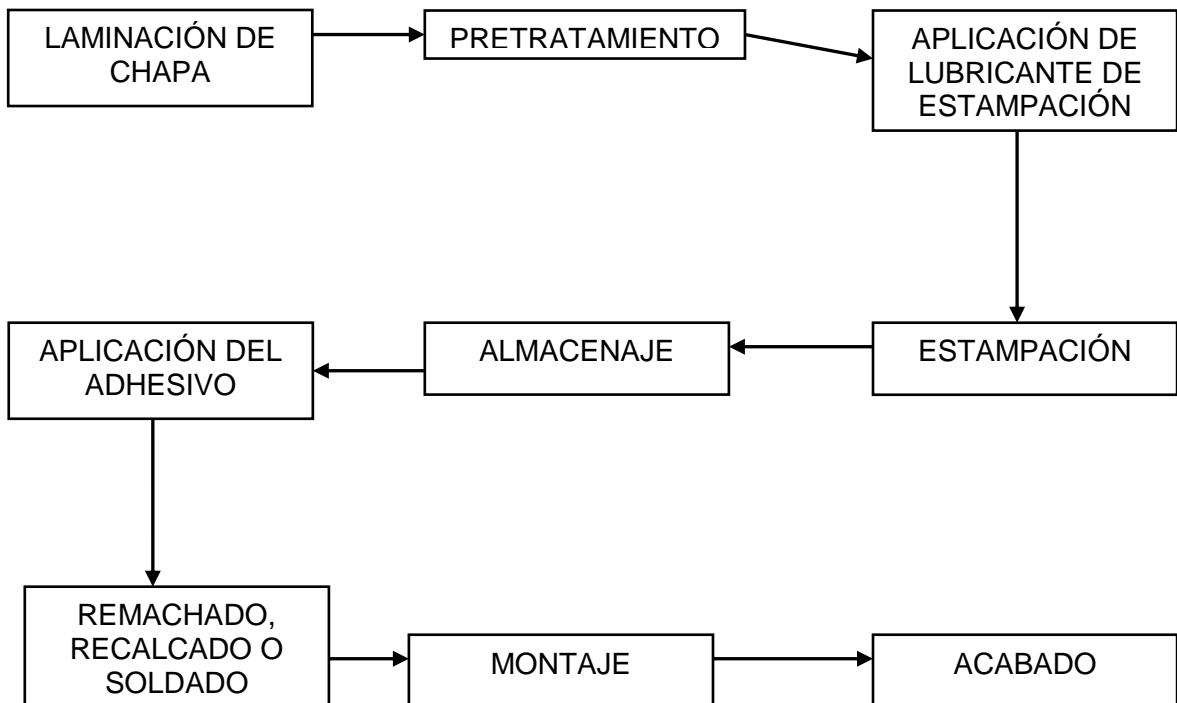 LAMINACIÓN DE
CHAPA
PRETRATAMIENTO
APLICACIÓN DE
LUBRICANTE DE
ESTAMPACIÓN
ESTAMPACIÓN
ALMACENAJE
APLICACIÓN DEL
ADHESIVO
REMACHADO,
RECALCADO O
SOLDADO
MONTAJE
ACABADO